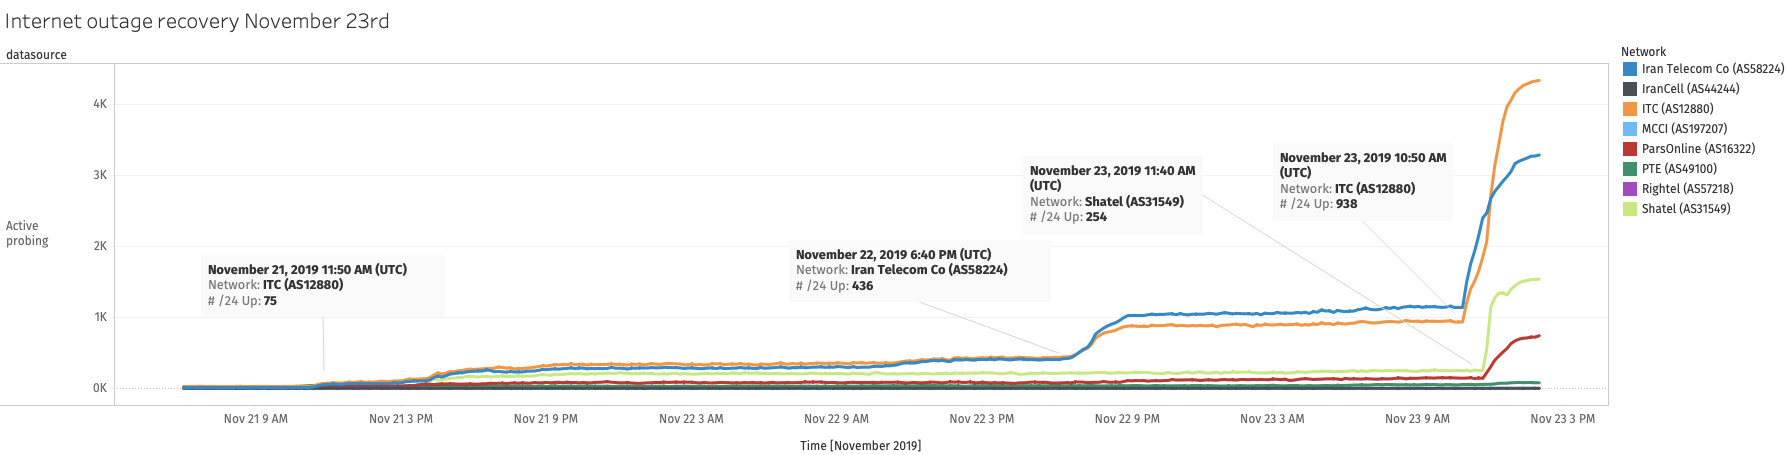 Internet outage recovery November 23rd
datasource
Active
probing
4K
3K
2K
1K
0K
November 21, 2019 11:50 AM (UTC)
Network: ITC (AS12880)
# /24 Up: 75
November 22, 2019 6:40 PM (UTC)
Network: Iran Telecom Co (AS58224)
# /24 Up: 436
November 23, 2019 11:40 AM
(UTC)
Network: Shatel (AS31549)
# /24 Up: 254
November 23, 2019 10:50 AM
(UTC)
Network: ITC (AS12880)
# /24 Up: 938
Nov 21 9 AM
Nov 21 3 PM
Nov 21 9 PM
Nov 22 3 AM
Nov 22 9 AM
Nov 22 3 PM
Nov 22 9 PM
Nov 23 3 AM
Nov 23 9 AM
Nov 23 3 PM
Time [November 2019]
Network
Iran Telecom Co (AS58224)
IranCell (AS44244)
ITC (AS12880)
MCCI (AS197207)
ParsOnline (AS16322)
PTE (AS49100)
Rightel (AS57218)
Shatel (AS31549)